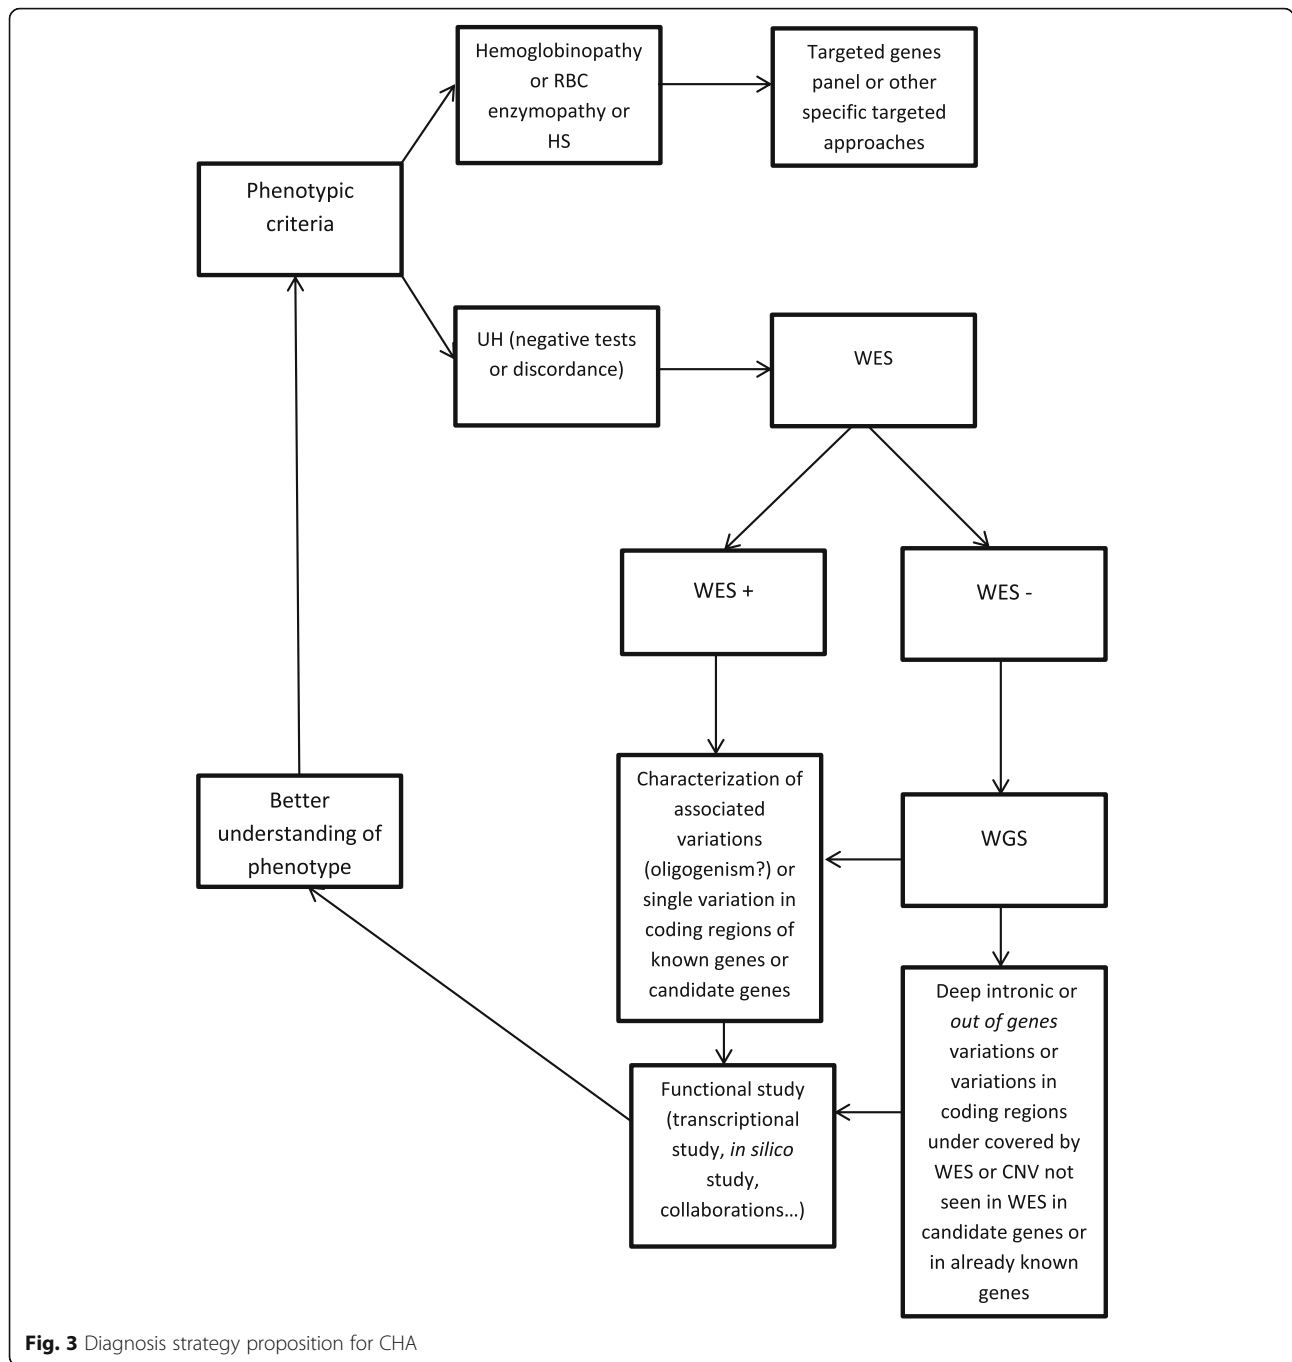 Hemoglobinopathy
or RBC
enzymopathy or
HS
Targeted genes
panel or other
specific targeted
approaches
Phenotypic
criteria
UH (negative tests
or discordance)
WES
WES +
WES -
Characterization of
associated
variations
(oligogenism?) or
single variation in
coding regions of
known genes or
candidate genes
Better
understanding of
phenotype
WGS
Deep intronic or
out of genes
variations or
variations in
coding regions
under covered by
WES or CNV not
seen in WES in
candidate genes or
in already known
genes
Functional study
(transcriptional
study, in silico
study,
collaborations...)
Fig. 3 Diagnosis strategy proposition for CHA